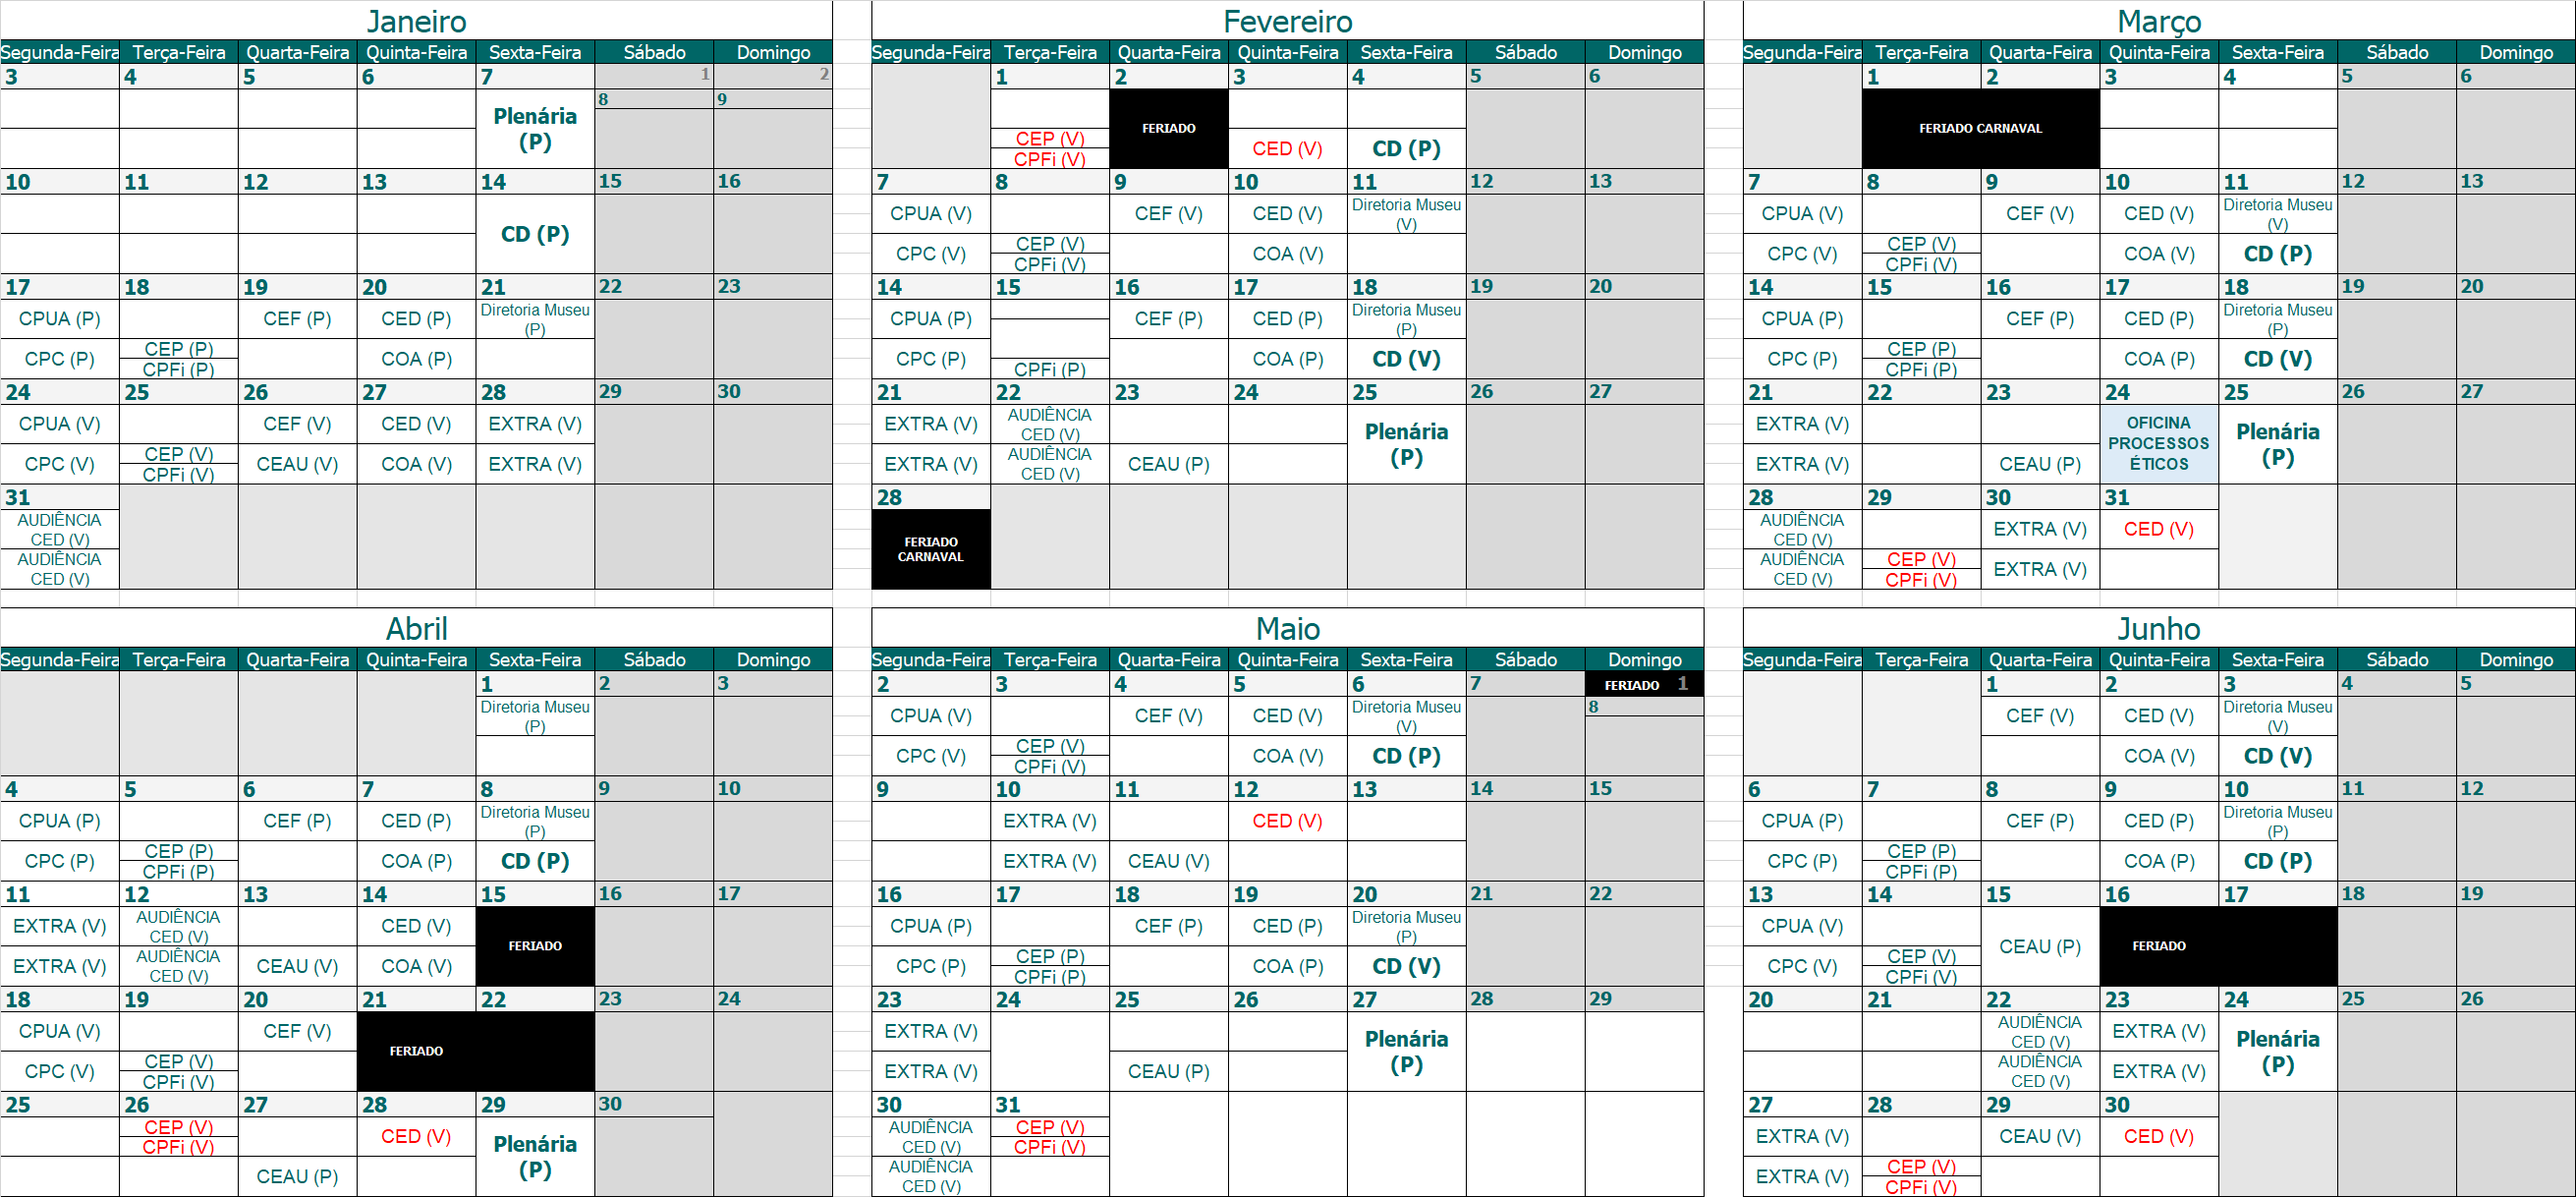 Janeiro
Segunda-Feira Terça-Feira Quarta-Feira Quinta-Feira Sexta-Feira Sábado Domingo
3 4 5 6 7 1 2
8 9
Plenária
(P)
10 11 12 13 14 15 16
CD (P)
17 18 19 20 21 22 23
CPUA (P) CEF (P) CED (P) Diretoria Museu
(P)
CPC (P) CEP (P) COA (P)
CPFi (P)
24 25 26 27 28 29 30
CPUA (V) CEF (V) CED (V) EXTRA (V)
CPC (V) CEP (V) CEAU (V) COA (V) EXTRA (V)
CPFi (V)
31
AUDIÊNCIA
CED (V)
AUDIÊNCIA
CED (V)
Fevereiro
Segunda-Feira Terça-Feira Quarta-Feira Quinta-Feira Sexta-Feira Sábado Domingo
1 2 3 4 5 6
FERIADO
CEP (V) CED (V) CD (P)
CPFi (V)
7 8 9 10 11 12 13
CPUA (V) CEF (V) CED (V) Diretoria Museu
(V)
CPC (V) CEP (V) COA (V)
CPFi (V)
14 15 16 17 18 19 20
CPUA (P) CEF (P) CED (P) Diretoria Museu
(P)
CPC (P) COA (P) CD (V)
CPFi (P)
21 22 23 24 25 26 27
EXTRA (V) AUDIÊNCIA
CED (V)
Plenária
(P)
EXTRA (V) AUDIÊNCIA
CED (V) CEAU (P)
28
FERIADO
CARNAVAL
Março
Segunda-Feira Terça-Feira Quarta-Feira Quinta-Feira Sexta-Feira Sábado Domingo
1 2 3 4 5 6
FERIADO CARNAVAL
7 8 9 10 11 12 13
CPUA (V) CEF (V) CED (V) Diretoria Museu
(V)
CPC (V) CEP (V) COA (V) CD (P)
CPFi (V)
14 15 16 17 18 19 20
CPUA (P) CEF (P) CED (P) Diretoria Museu
(P)
CPC (P) CEP (P) COA (P) CD (V)
CPFi (P)
21 22 23 24 25 26 27
EXTRA (V) OFICINA
PROCESSOS
ÉTICOS
Plenária
(P)
EXTRA (V) CEAU (P)
28 29 30 31
AUDIÊNCIA
CED (V) EXTRA (V) CED (V)
AUDIÊNCIA
CED (V) CEP (V) EXTRA (V)
CPFi (V)
Abril
Segunda-Feira Terça-Feira Quarta-Feira Quinta-Feira Sexta-Feira Sábado Domingo
1 2 3
Diretoria Museu
(P)
4 5 6 7 8 9 10
CPUA (P) CEF (P) CED (P) Diretoria Museu
(P)
CPC (P) CEP (P) COA (P) CD (P)
CPFi (P)
11 12 13 14 15 16 17
EXTRA (V) AUDIÊNCIA
CED (V) CED (V) FERIADO
EXTRA (V) AUDIÊNCIA
CED (V) CEAU (V) COA (V)
18 19 20 21 22 23 24
CPUA (V) CEF (V) FERIADO
CPC (V) CEP (V)
CPFi (V)
25 26 27 28 29 30
CEP (V) CED (V) Plenária
(P)
CPFi (V)
CEAU (P)
Maio
Segunda-Feira Terça-Feira Quarta-Feira Quinta-Feira Sexta-Feira Sábado Domingo
2 3 4 5 6 7 FERIADO 1
8
CPUA (V) CEF (V) CED (V) Diretoria Museu
(V)
CPC (V) CEP (V) COA (V) CD (P)
CPFi (V)
9 10 11 12 13 14 15
EXTRA (V) CED (V)
EXTRA (V) CEAU (V)
16 17 18 19 20 21 22
CPUA (P) CEF (P) CED (P) Diretoria Museu
(P)
CPC (P) CEP (P) COA (P) CD (V)
CPFi (P)
23 24 25 26 27 28 29
EXTRA (V) Plenária
(P)
EXTRA (V) CEAU (P)
30 31
AUDIÊNCIA
CED (V) CEP (V)
CPFi (V)
AUDIÊNCIA
CED (V)
Junho
Segunda-Feira Terça-Feira Quarta-Feira Quinta-Feira Sexta-Feira Sábado Domingo
1 2 3 4 5
CEF (V) CED (V) Diretoria Museu
(V)
COA (V) CD (V)
6 7 8 9 10 11 12
CPUA (P) CEF (P) CED (P) Diretoria Museu
(P)
CPC (P) CEP (P) COA (P) CD (P)
CPFi (P)
13 14 15 16 17 18 19
CPUA (V) CEAU (P) FERIADO
CPC (V) CEP (V)
CPFi (V)
20 21 22 23 24 25 26
AUDIÊNCIA
CED (V) EXTRA (V) Plenária
(P)
AUDIÊNCIA
CED (V) EXTRA (V)
27 28 29 30
EXTRA (V) CEAU (V) CED (V)
EXTRA (V) CEP (V)
CPFi (V)